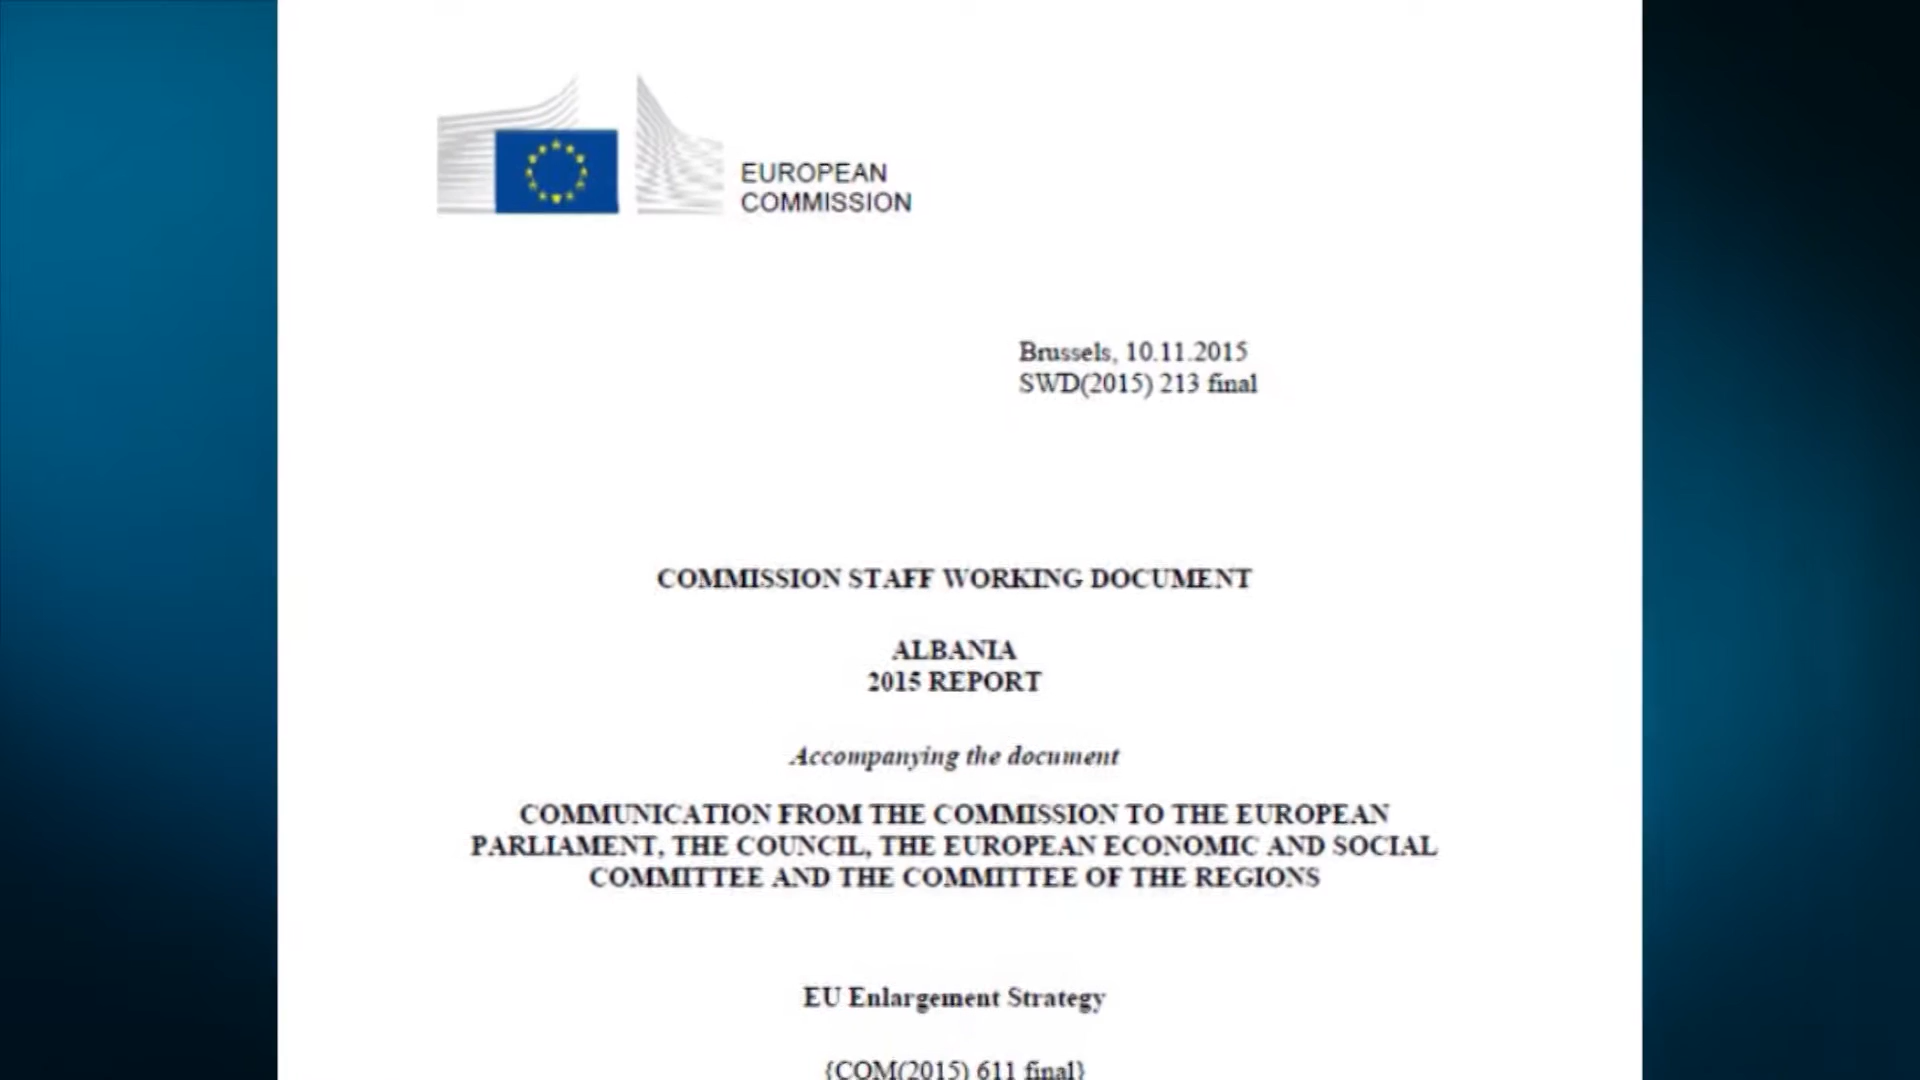 EUROPEAN
COMMISSION
Brussels, 10.11.2015
SWD(2015) 213 final
COMMISSION STAFF WORKING DOCUMENT
ALBANIA
2015 REPORT
Accompanying the document
COMMUNICATION FROM THE COMMISSION TO THE EUROPEAN
PARLIAMENT, THE COUNCIL, THE EUROPEAN ECONOMIC AND SOCIAL
COMMITTEE AND THE COMMITTEE OF THE REGIONS
EU Enlargement Strategy
{COM(2015) 611 final}